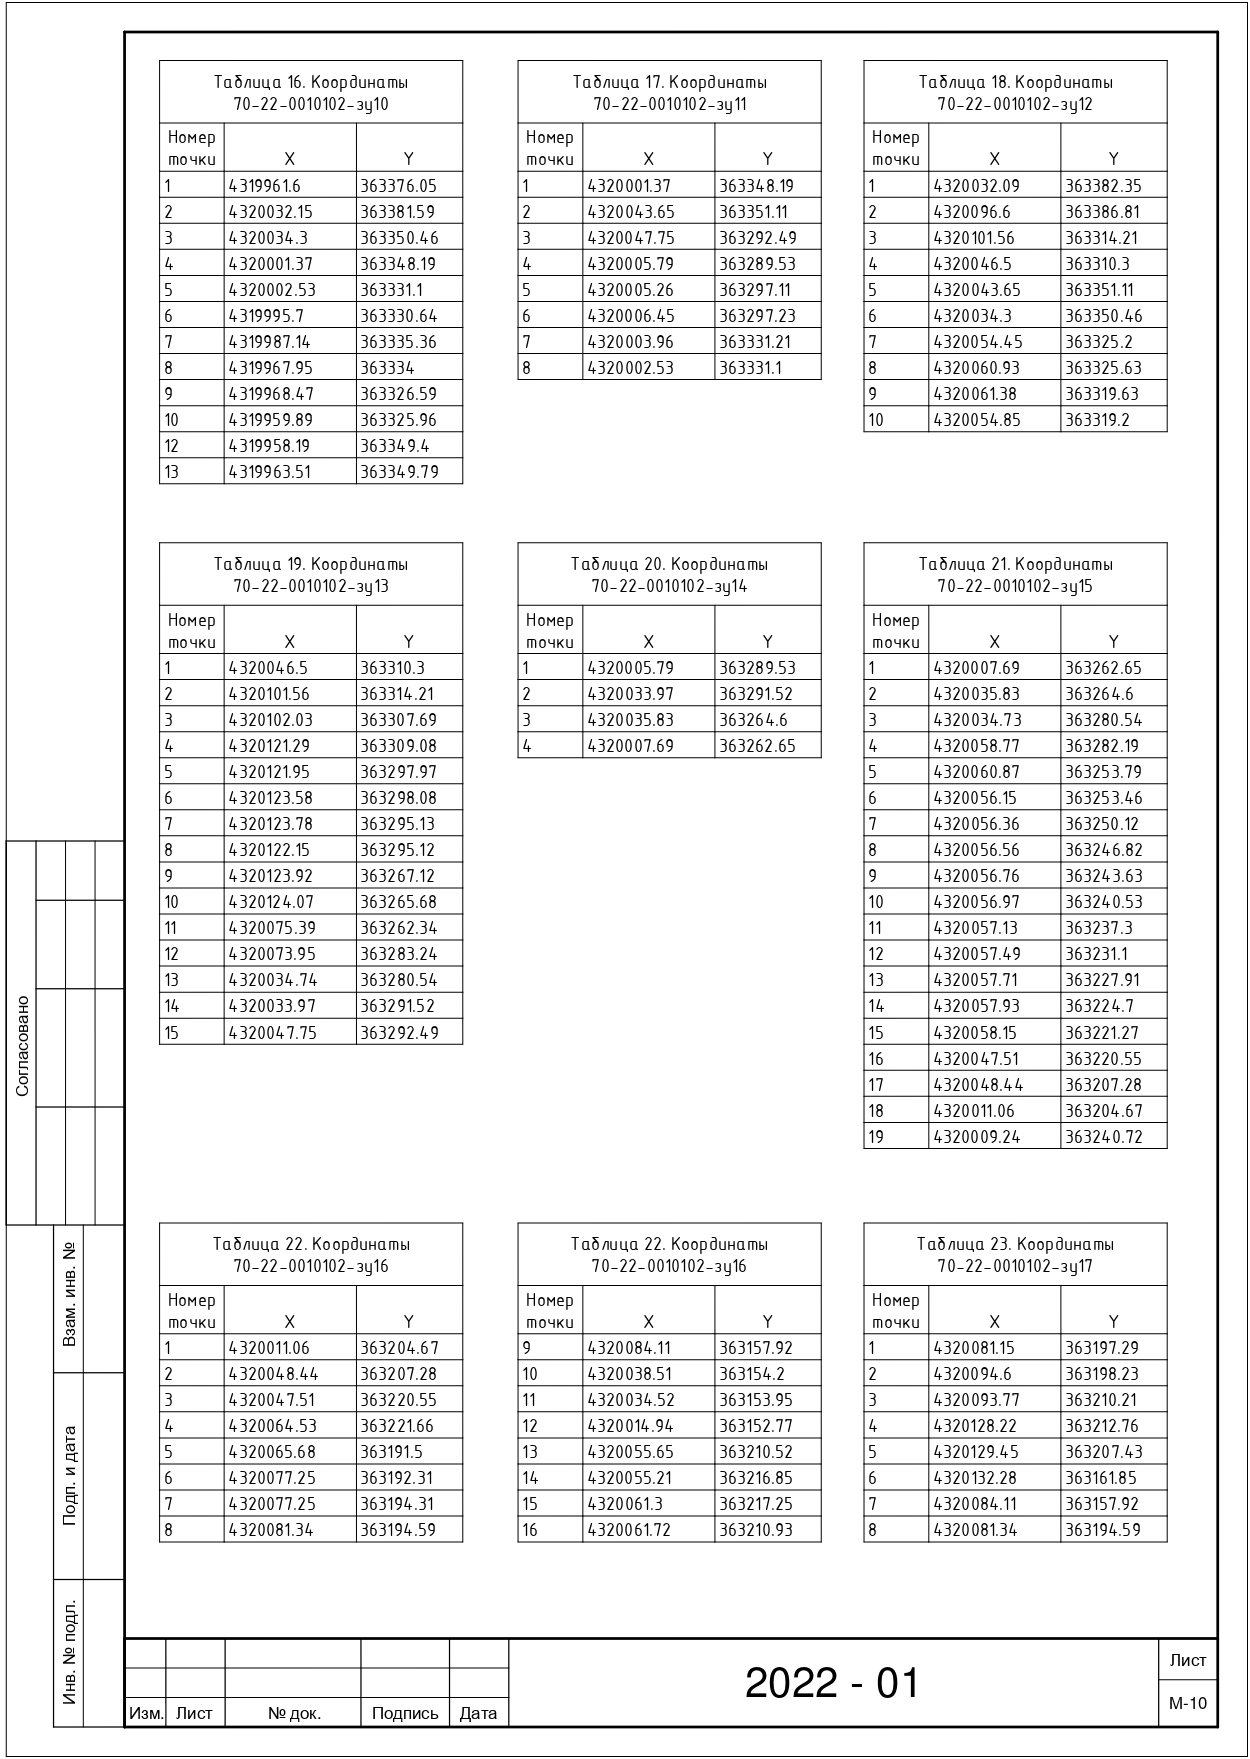 Таблица 16. Координаты
70-22-0010102-зу10
Номер точки X Y
1 4319961.6 363376.05
2 4320032.15 363381.59
3 4320034.3 363350.46
4 4320001.37 363348.19
5 4320002.53 363331.1
6 4319995.7 363330.64
7 4319987.14 363335.36
8 4319967.95 363334
9 4319968.47 363326.59
10 4319959.89 363325.96
12 4319958.19 363349.4
13 4319963.51 363349.79
Таблица 17. Координаты
70-22-0010102-зу11
Номер точки X Y
1 4320001.37 363348.19
2 4320043.65 363351.11
3 4320047.75 363292.49
4 4320005.79 363289.53
5 4320005.26 363297.11
6 4320006.45 363297.23
7 4320003.96 363331.21
8 4320002.53 363331.1
Таблица 18. Координаты
70-22-0010102-зу12
Номер точки X Y
1 4320032.09 363382.35
2 4320096.6 363386.81
3 4320101.56 363314.21
4 4320046.5 363310.3
5 4320043.65 363351.11
6 4320034.3 363350.46
7 4320054.45 363325.2
8 4320060.93 363325.63
9 4320061.38 363319.63
10 4320054.85 363319.2
Таблица 19. Координаты
70-22-0010102-зу13
Номер точки X Y
1 4320046.5 363310.3
2 4320101.56 363314.21
3 4320102.03 363307.69
4 4320121.29 363309.08
5 4320121.95 363297.97
6 4320123.58 363298.08
7 4320123.78 363295.13
8 4320122.15 363295.12
9 4320123.92 363267.12
10 4320124.07 363265.68
11 4320075.39 363262.34
12 4320073.95 363283.24
13 4320034.74 363280.54
14 4320033.97 363291.52
15 4320047.75 363292.49
Таблица 20. Координаты
70-22-0010102-зу14
Номер точки X Y
1 4320005.79 363289.53
2 4320033.97 363291.52
3 4320035.83 363264.6
4 4320007.69 363262.65
Таблица 21. Координаты
70-22-0010102-зу15
Номер точки X Y
1 4320007.69 363262.65
2 4320035.83 363264.6
3 4320034.73 363280.54
4 4320058.77 363282.19
5 4320060.87 363253.79
6 4320056.15 363253.46
7 4320056.36 363250.12
8 4320056.56 363246.82
9 4320056.76 363243.63
10 4320056.97 363240.53
11 4320057.13 363237.3
12 4320057.49 363231.1
13 4320057.71 363227.91
14 4320057.93 363224.7
15 4320058.15 363221.27
16 4320047.51 363220.55
17 4320048.44 363207.28
18 4320011.06 363204.67
19 4320009.24 363240.72
Таблица 22. Координаты
70-22-0010102-зу16
Номер точки X Y
1 4320011.06 363204.67
2 4320048.44 363207.28
3 4320047.51 363220.55
4 4320064.53 363221.66
5 4320065.68 363191.5
6 4320077.25 363192.31
7 4320077.25 363194.31
8 4320081.34 363194.59
Таблица 22. Координаты
70-22-0010102-зу16
Номер точки X Y
9 4320084.11 363157.92
10 4320038.51 363154.2
11 4320034.52 363153.95
12 4320014.94 363152.77
13 4320055.65 363210.52
14 4320055.21 363216.85
15 4320061.3 363217.25
16 4320061.72 363210.93
Таблица 23. Координаты
70-22-0010102-зу17
Номер точки X Y
1 4320081.15 363197.29
2 4320094.6 363198.23
3 4320093.77 363210.21
4 4320128.22 363212.76
5 4320129.45 363207.43
6 4320132.28 363161.85
7 4320084.11 363157.92
8 4320081.34 363194.59
Согласовано
Взам. инв. №
Подп. и дата
Инв. № подл.
Изм. Лист № док. Подпись Дата
2022 - 01
Лист
М-10